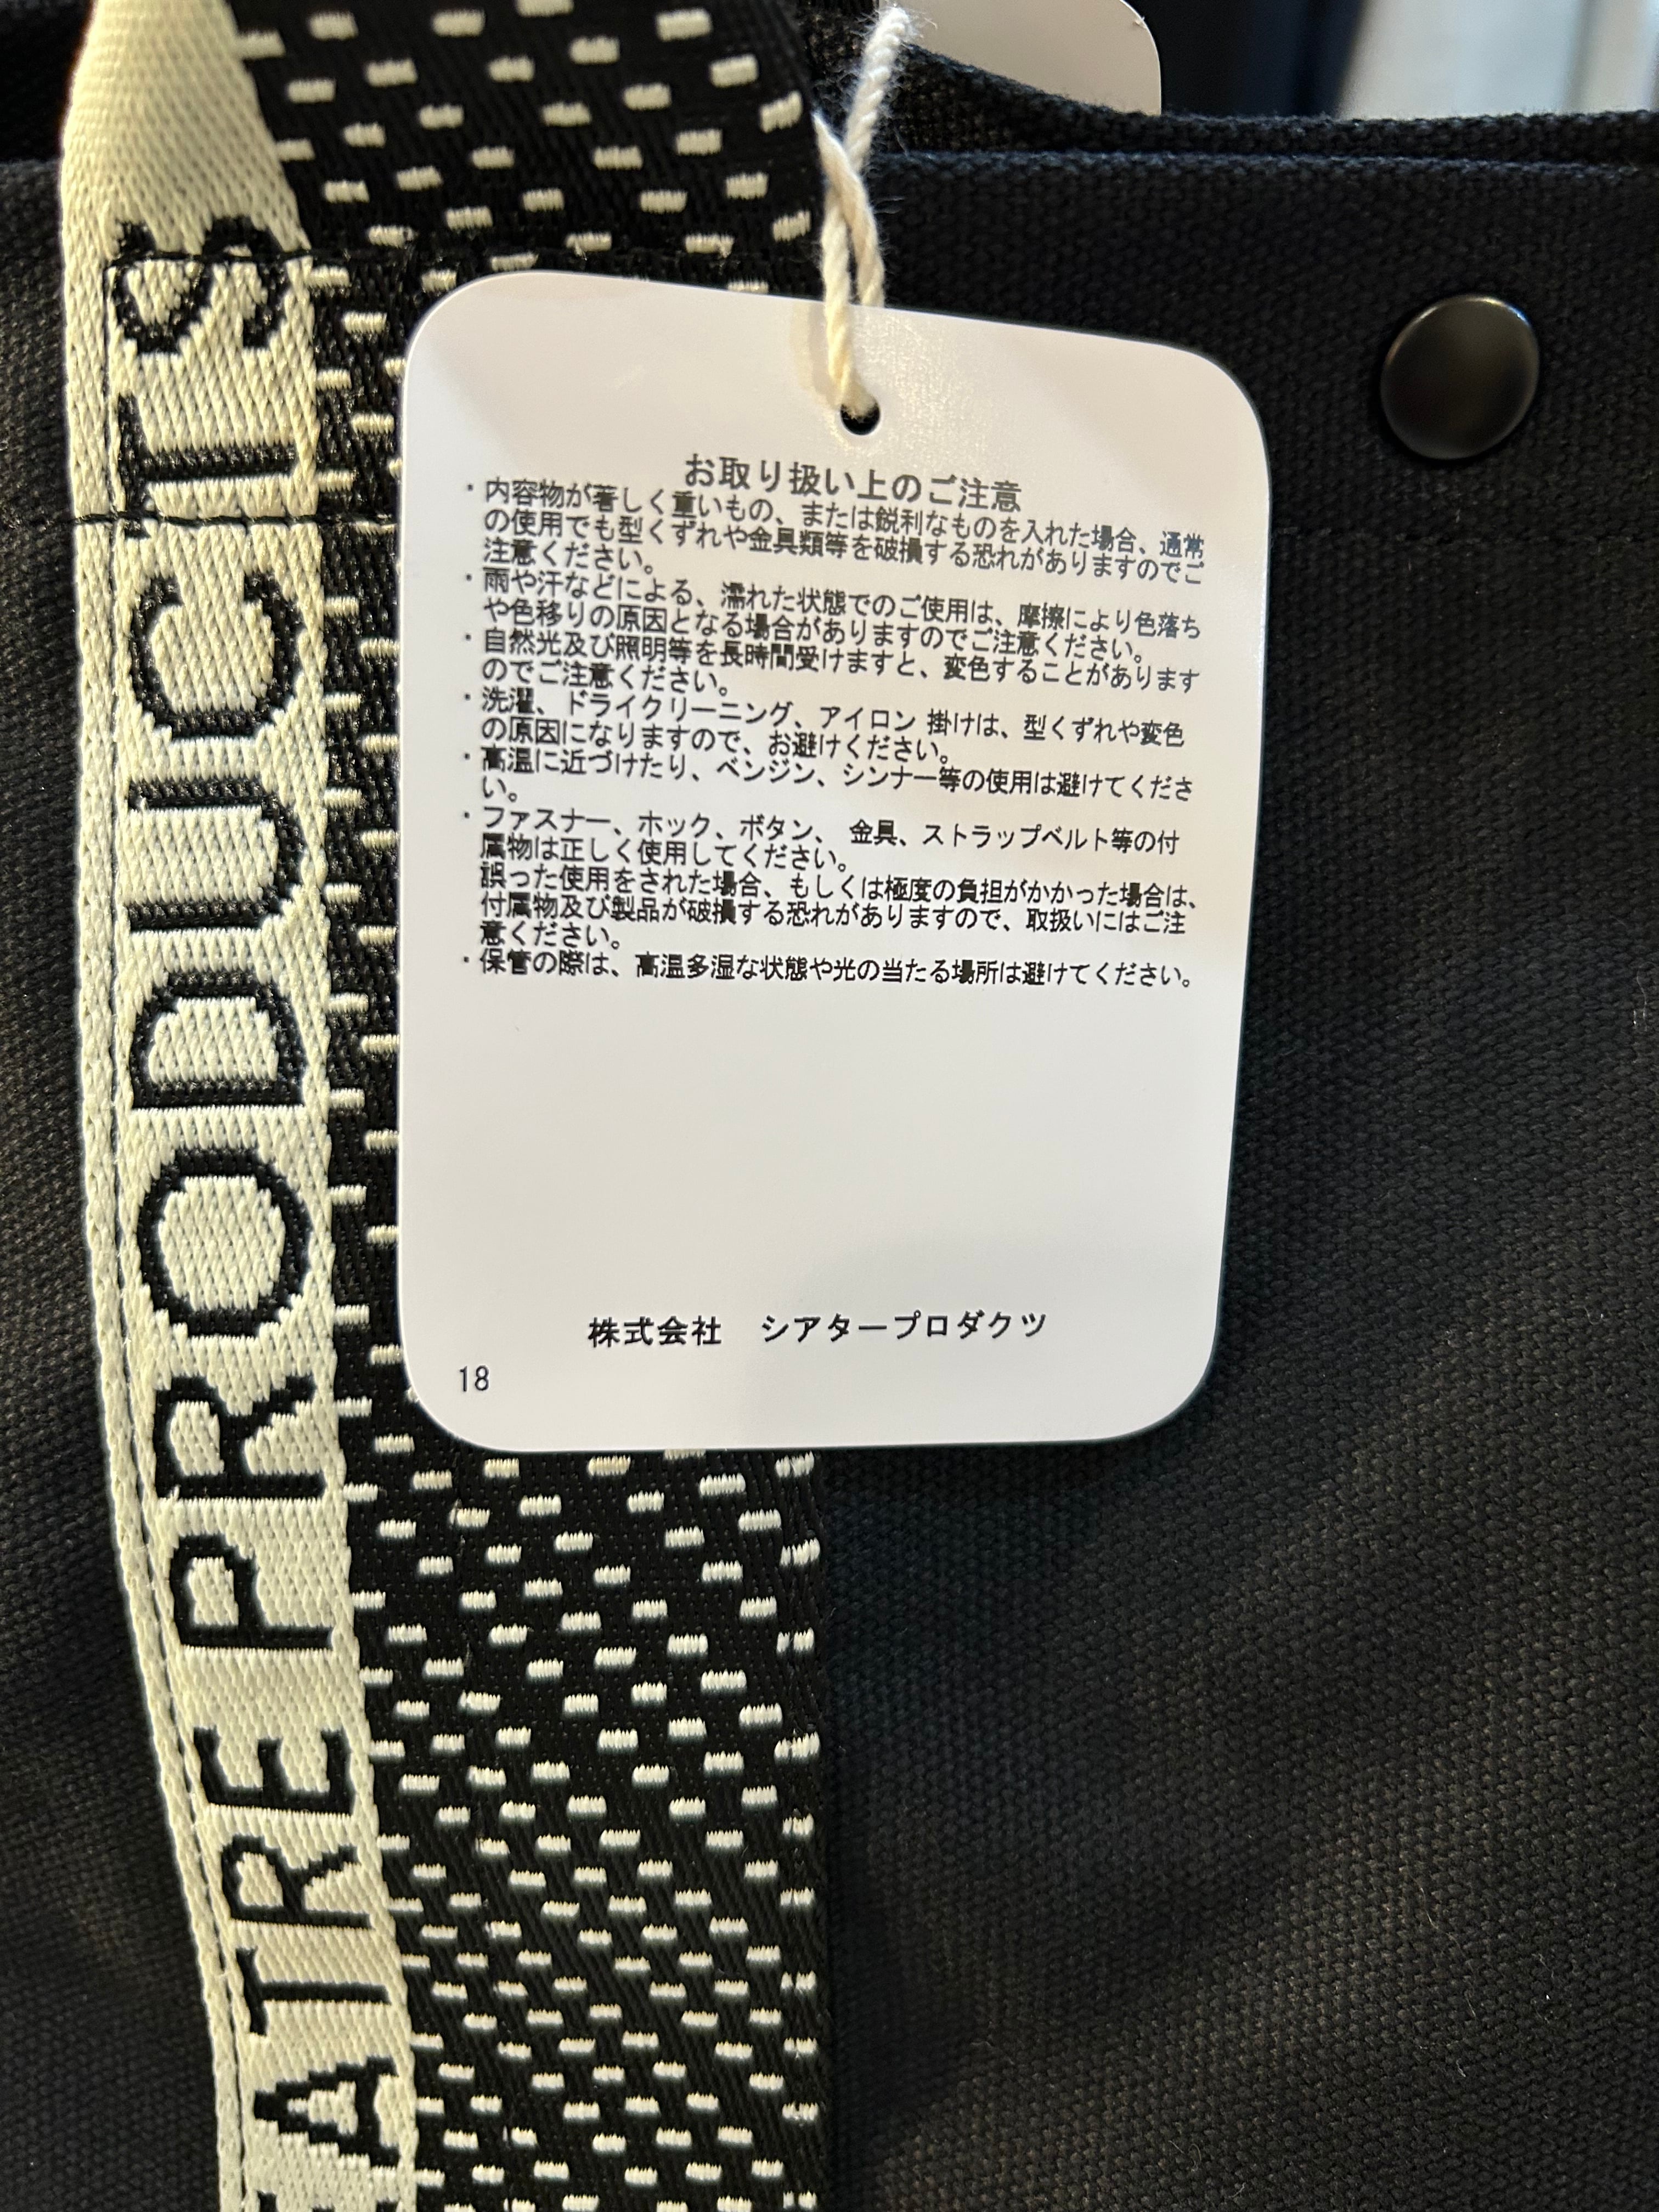 お取り扱い上のご注意
・内容物が著しく重いもの、または鋭利なものを入れた場合、通常
の使用でも型くずれや金具類等を破損する恐れがありますのでご
注意ください。
・雨や汗などによる、濡れた状態でのご使用は、摩擦により色落ち
や色移りの原因となる場合がありますのでご注意ください。
・自然光及び照明等を長時間受けますと、変色することがあります
のでご注意ください。
・洗濯、ドライクリーニング、アイロン 掛けは、型くずれや変色
の原因になりますので、お避けください。
・高温に近づけたり、ベンジン、シンナー等の使用は避けてくださ
い。
・ファスナー、ホック、ボタン、 金具、ストラップベルト等の付
属物は正しく使用してください。
誤った使用をされた場合、もしくは極度の負担がかかった場合は、
付属物及び製品が破損する恐れがありますので、取扱いにはご注
意ください。
・保管の際は、高温多湿な状態や光の当たる場所は避けてください。
株式会社　シアタープロダクツ
18
EATRE PRODUCTS